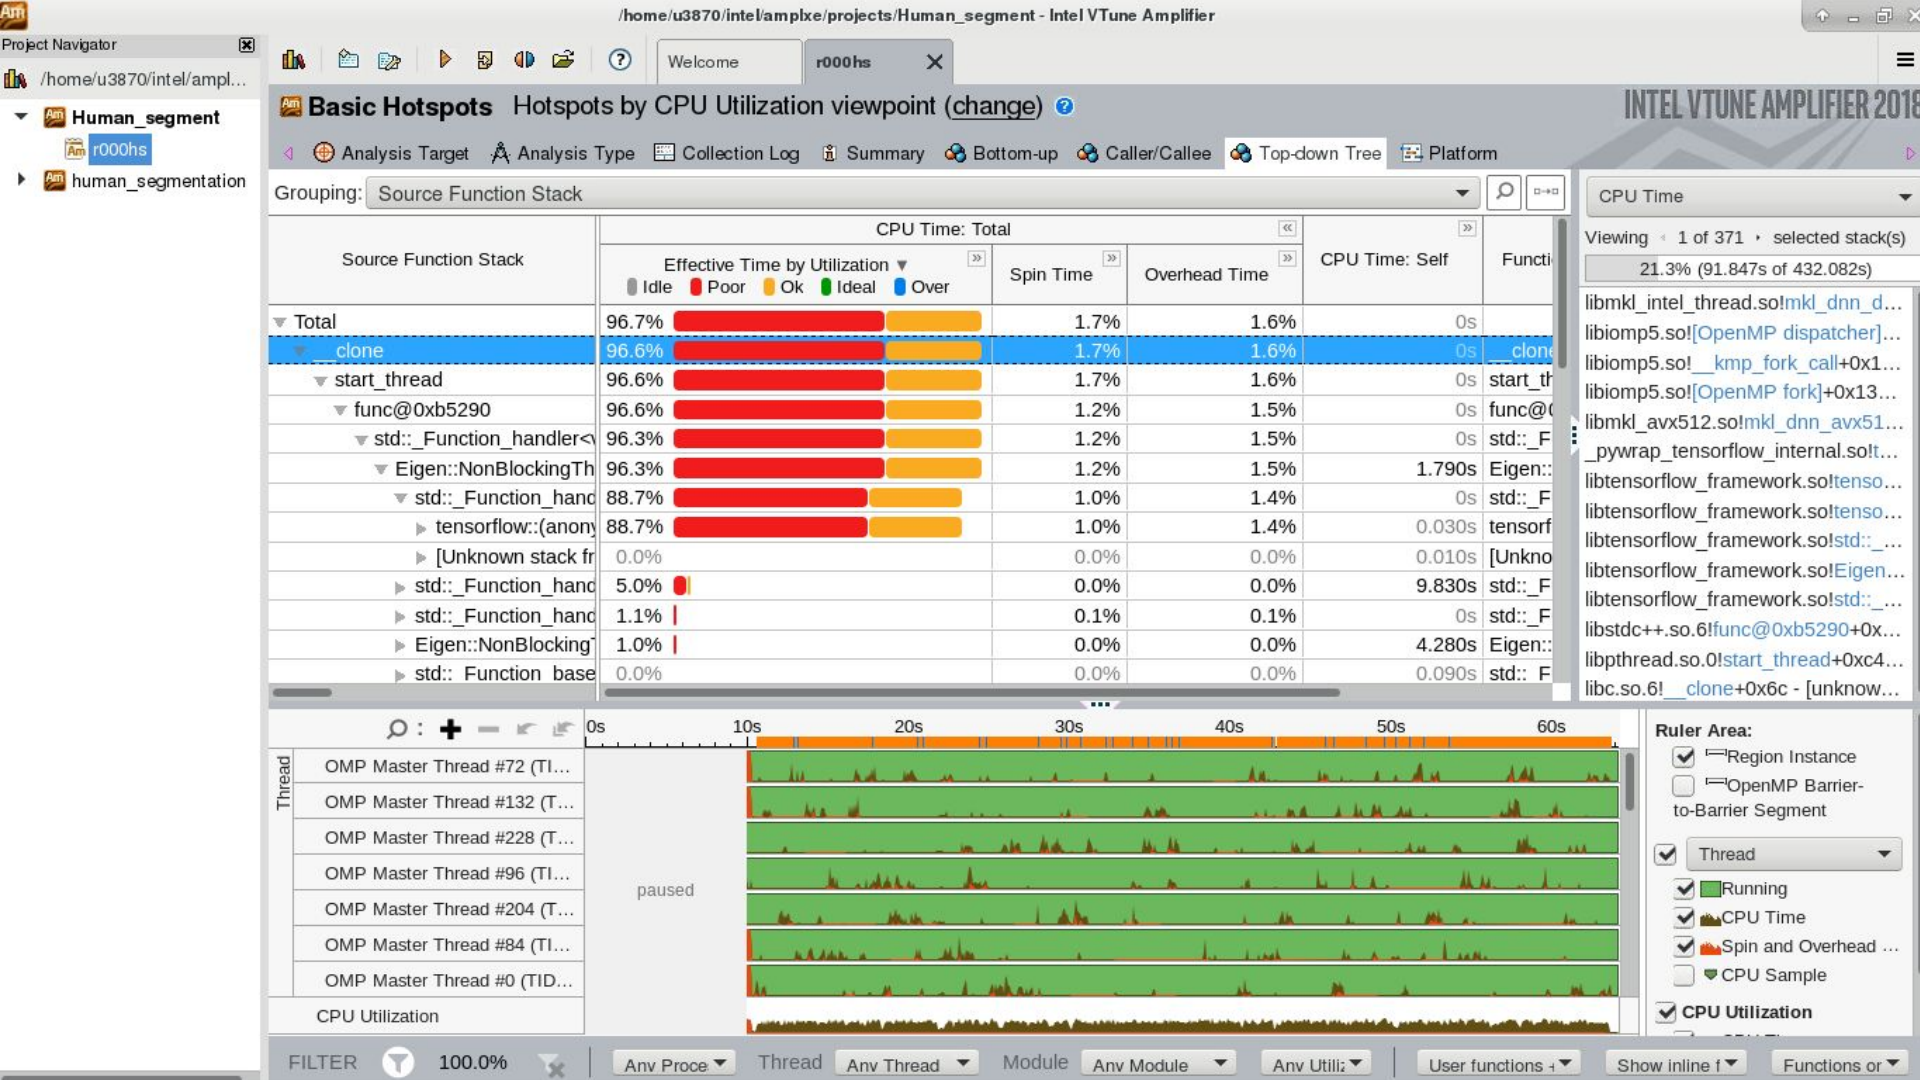 /home/u3870/intel/amplxe/projects/Human_segment - Intel VTune Amplifier
Project Navigator
/home/u3870/intel/ampl...
Human_segment
r000hs
human_segmentation
Welcome
r000hs
Basic Hotspots Hotspots by CPU Utilization viewpoint (change)
INTEL VTUNE AMPLIFIER 2018
Analysis Target Analysis Type Collection Log Summary Bottom-up Caller/Callee Top-down Tree Platform
Grouping: Source Function Stack
Source Function Stack
CPU Time: Total
Effective Time by Utilization
Idle Poor Ok Ideal Over
Spin Time
Overhead Time
CPU Time: Self
Functi
Total 96.7% 1.7% 1.6% 0s
__clone 96.6% 1.7% 1.6% 0s __clone
start_thread 96.6% 1.7% 1.6% 0s start_th
func@0xb5290 96.6% 1.2% 1.5% 0s func@0
std::_Function_handler<v 96.3% 1.2% 1.5% 0s std::_F
Eigen::NonBlockingTh 96.3% 1.2% 1.5% 1.790s Eigen::
std::_Function_hand 88.7% 1.0% 1.4% 0s std::_F
tensorflow::(anony 88.7% 1.0% 1.4% 0.030s tensorf
[Unknown stack fr 0.0% 0.0% 0.0% 0.010s [Unkno
std::_Function_hand 5.0% 0.0% 0.0% 9.830s std::_F
std::_Function_hand 1.1% 0.1% 0.1% 0s std::_F
Eigen::NonBlockingT 1.0% 0.0% 0.0% 4.280s Eigen::
std::_Function_base 0.0% 0.0% 0.0% 0.090s std::_F
CPU Time
Viewing 1 of 371 selected stack(s)
21.3% (91.847s of 432.082s)
libmkl_intel_thread.so!mkl_dnn_d...
libiomp5.so![OpenMP dispatcher]...
libiomp5.so!__kmp_fork_call+0x1...
libiomp5.so![OpenMP fork]+0x13...
libmkl_avx512.so!mkl_dnn_avx51...
_pywrap_tensorflow_internal.so!t...
libtensorflow_framework.so!tenso...
libtensorflow_framework.so!tenso...
libtensorflow_framework.so!std::_...
libtensorflow_framework.so!Eigen...
libtensorflow_framework.so!std::_...
libstdc++.so.6!func@0xb5290+0x...
libpthread.so.0!start_thread+0xc4...
libc.so.6!__clone+0x6c - [unknow...
0s 10s 20s 30s 40s 50s 60s
Thread
OMP Master Thread #72 (TI...
OMP Master Thread #132 (T...
OMP Master Thread #228 (T...
OMP Master Thread #96 (TI...
OMP Master Thread #204 (T...
OMP Master Thread #84 (TI...
OMP Master Thread #0 (TID...
CPU Utilization
paused
Ruler Area:
Region Instance
OpenMP Barrier-
to-Barrier Segment
Thread
Running
CPU Time
Spin and Overhead ...
CPU Sample
CPU Utilization
FILTER 100.0% Any Proce Thread Any Thread Module Any Module Any Utiliz User functions + Show inline f Functions or